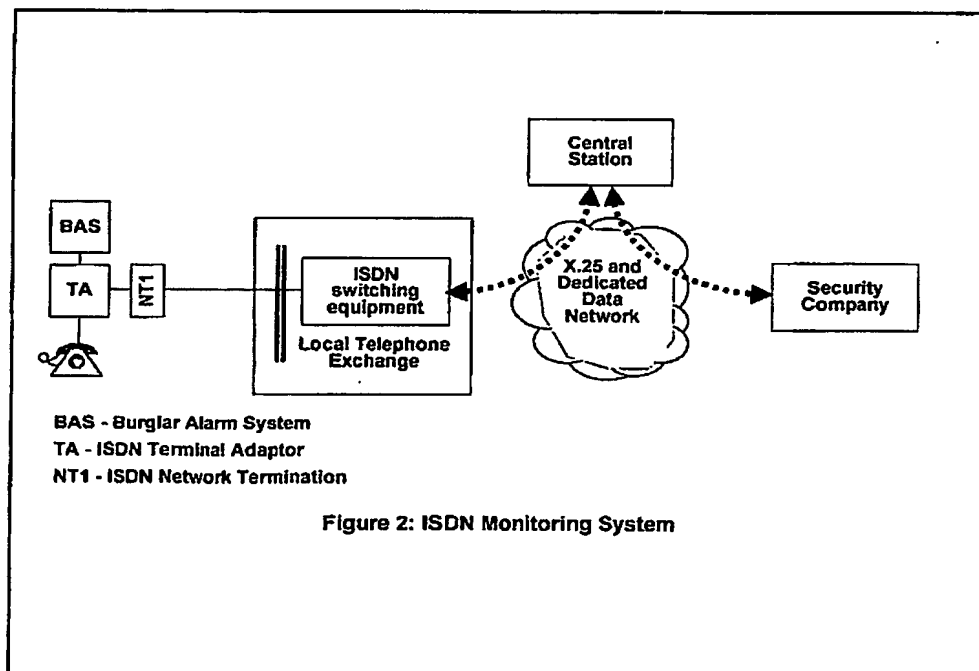 Central
Station
BAS
TA
NT1
ISDN
switching
equipment
Local Telephone
Exchange
X.25 and
Dedicated
Data
Network
Security
Company
BAS - Burglar Alarm System
TA - ISDN Terminal Adaptor
NT1 - ISDN Network Termination
Figure 2: ISDN Monitoring System